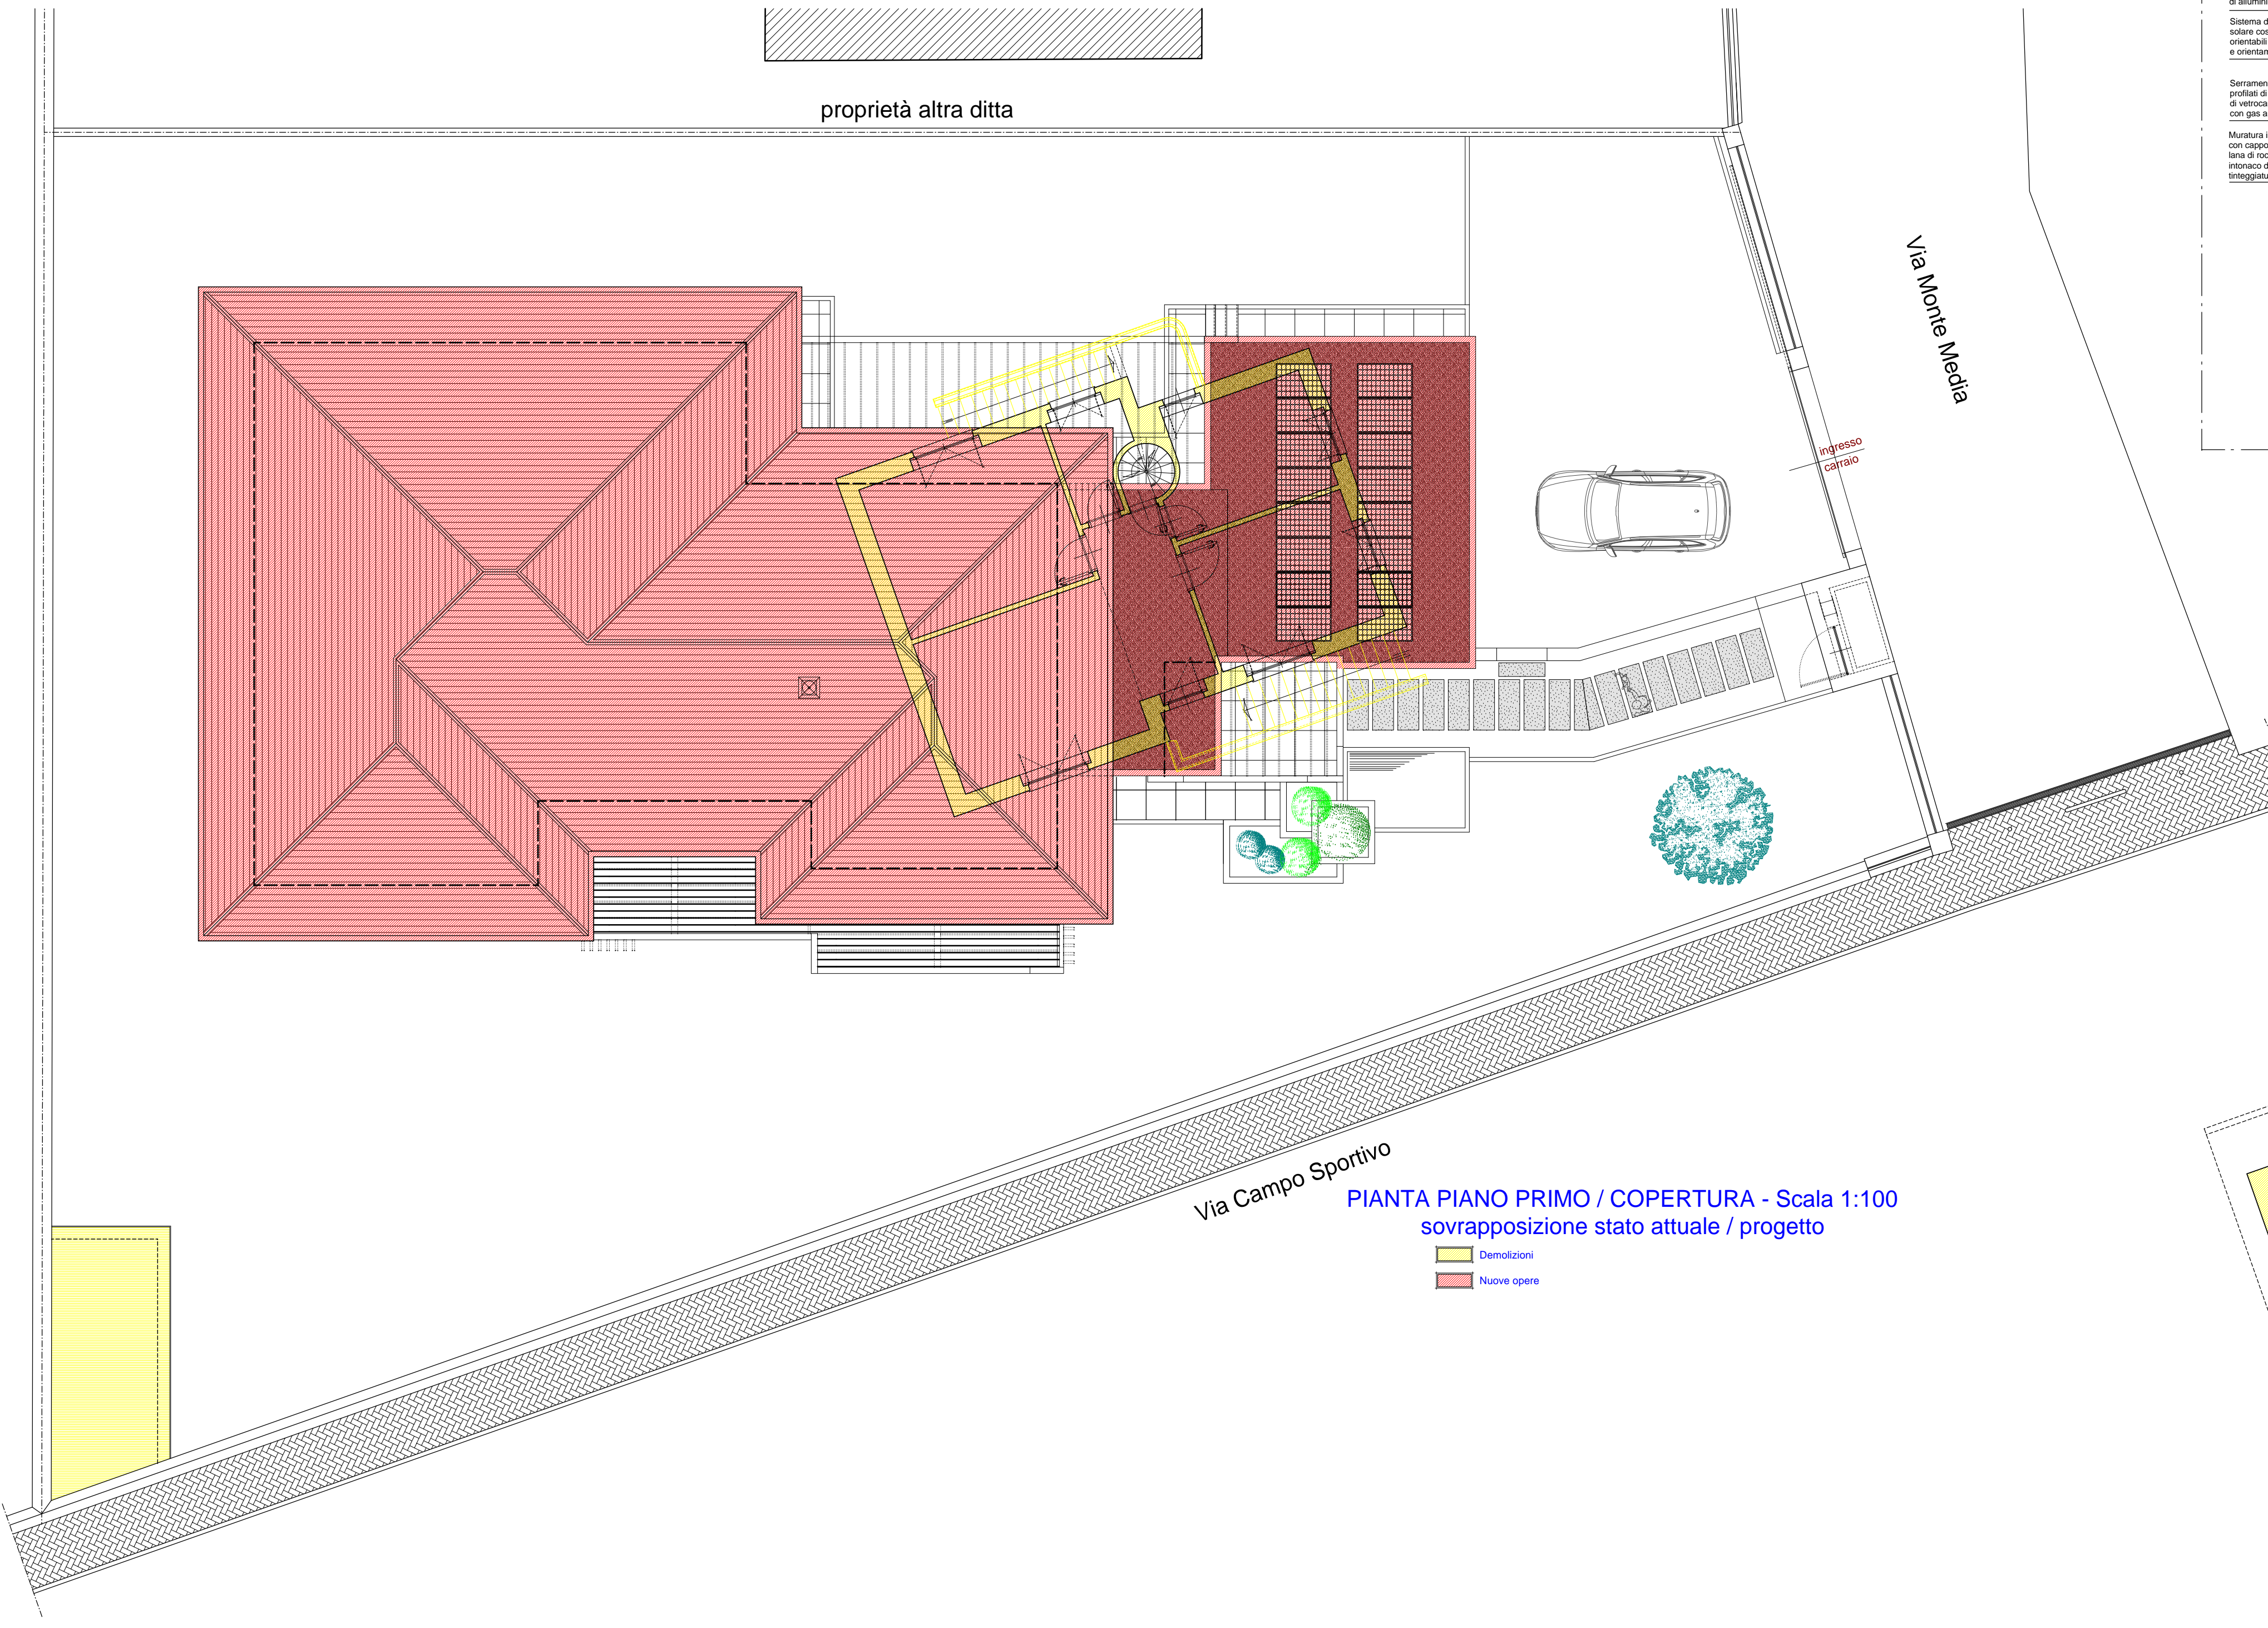 proprietà altra ditta
di allumini
Sistema d
solare cos
orientabili
e orientan
Serramen
profilati di
di vetroca
con gas a
Muratura i
con cappo
lana di roc
intonaco d
tinteggiatu
Via Monte Media
ingresso
carraio
Via Campo Sportivo
PIANTA PIANO PRIMO / COPERTURA - Scala 1:100
sovrapposizione stato attuale / progetto
Demolizioni
Nuove opere